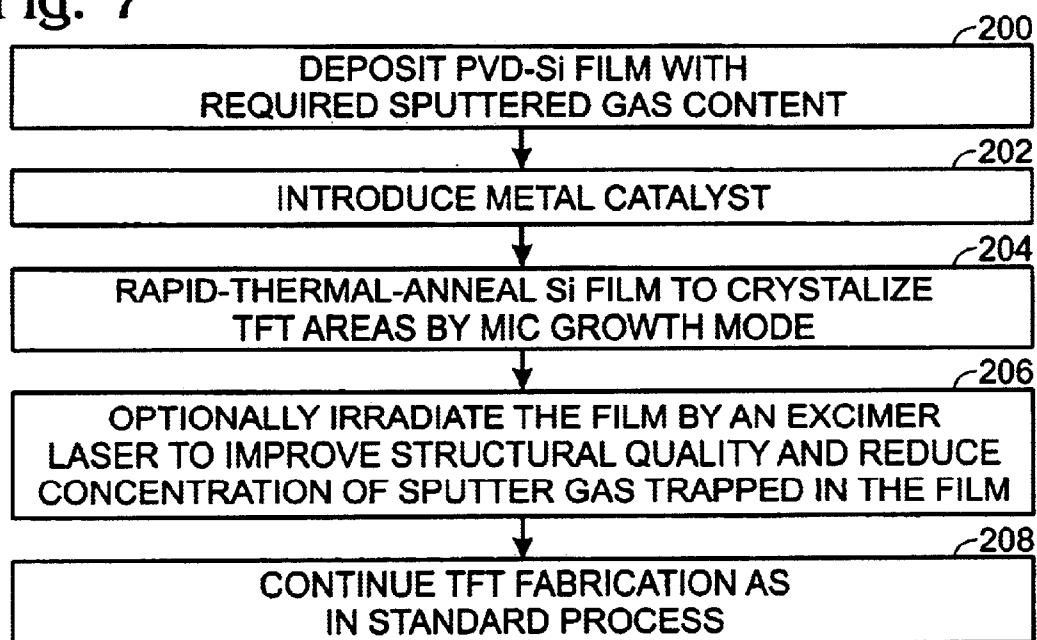 Fig. 7
200
DEPOSIT PVD-Si FILM WITH
REQUIRED SPUTTERED GAS CONTENT
202
INTRODUCE METAL CATALYST
204
RAPID-THERMAL-ANNEAL Si FILM TO CRYSTALIZE
TFT AREAS BY MIC GROWTH MODE
206
OPTIONALLY IRRADIATE THE FILM BY AN EXCIMER
LASER TO IMPROVE STRUCTURAL QUALITY AND REDUCE
CONCENTRATION OF SPUTTER GAS TRAPPED IN THE FILM
208
CONTINUE TFT FABRICATION AS
IN STANDARD PROCESS